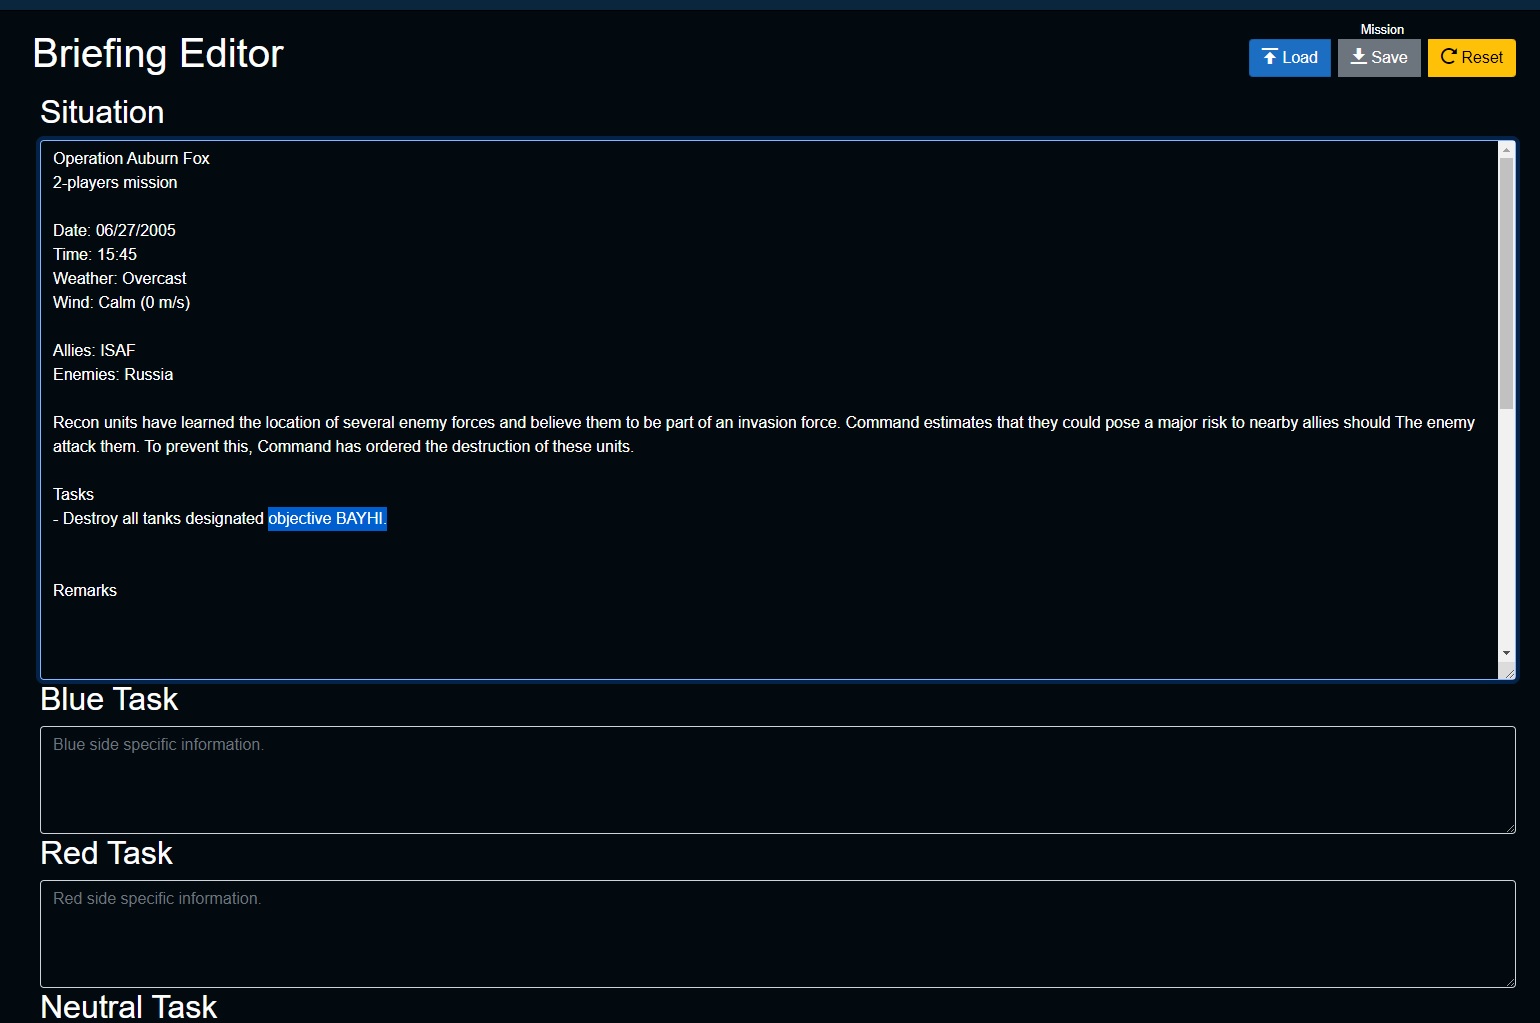 Mission
Briefing Editor
Load
Save
Reset
Situation
Operation Auburn Fox
2-players mission
Date: 06/27/2005
Time: 15:45
Weather: Overcast
Wind: Calm (0 m/s)
Allies: ISAF
Enemies: Russia
Recon units have learned the location of several enemy forces and believe them to be part of an invasion force. Command estimates that they could pose a major risk to nearby allies should The enemy
attack them. To prevent this, Command has ordered the destruction of these units.
Tasks
- Destroy all tanks designated objective BAYHI.
Remarks
Blue Task
Blue side specific information.
Red Task
Red side specific information.
Neutral Task